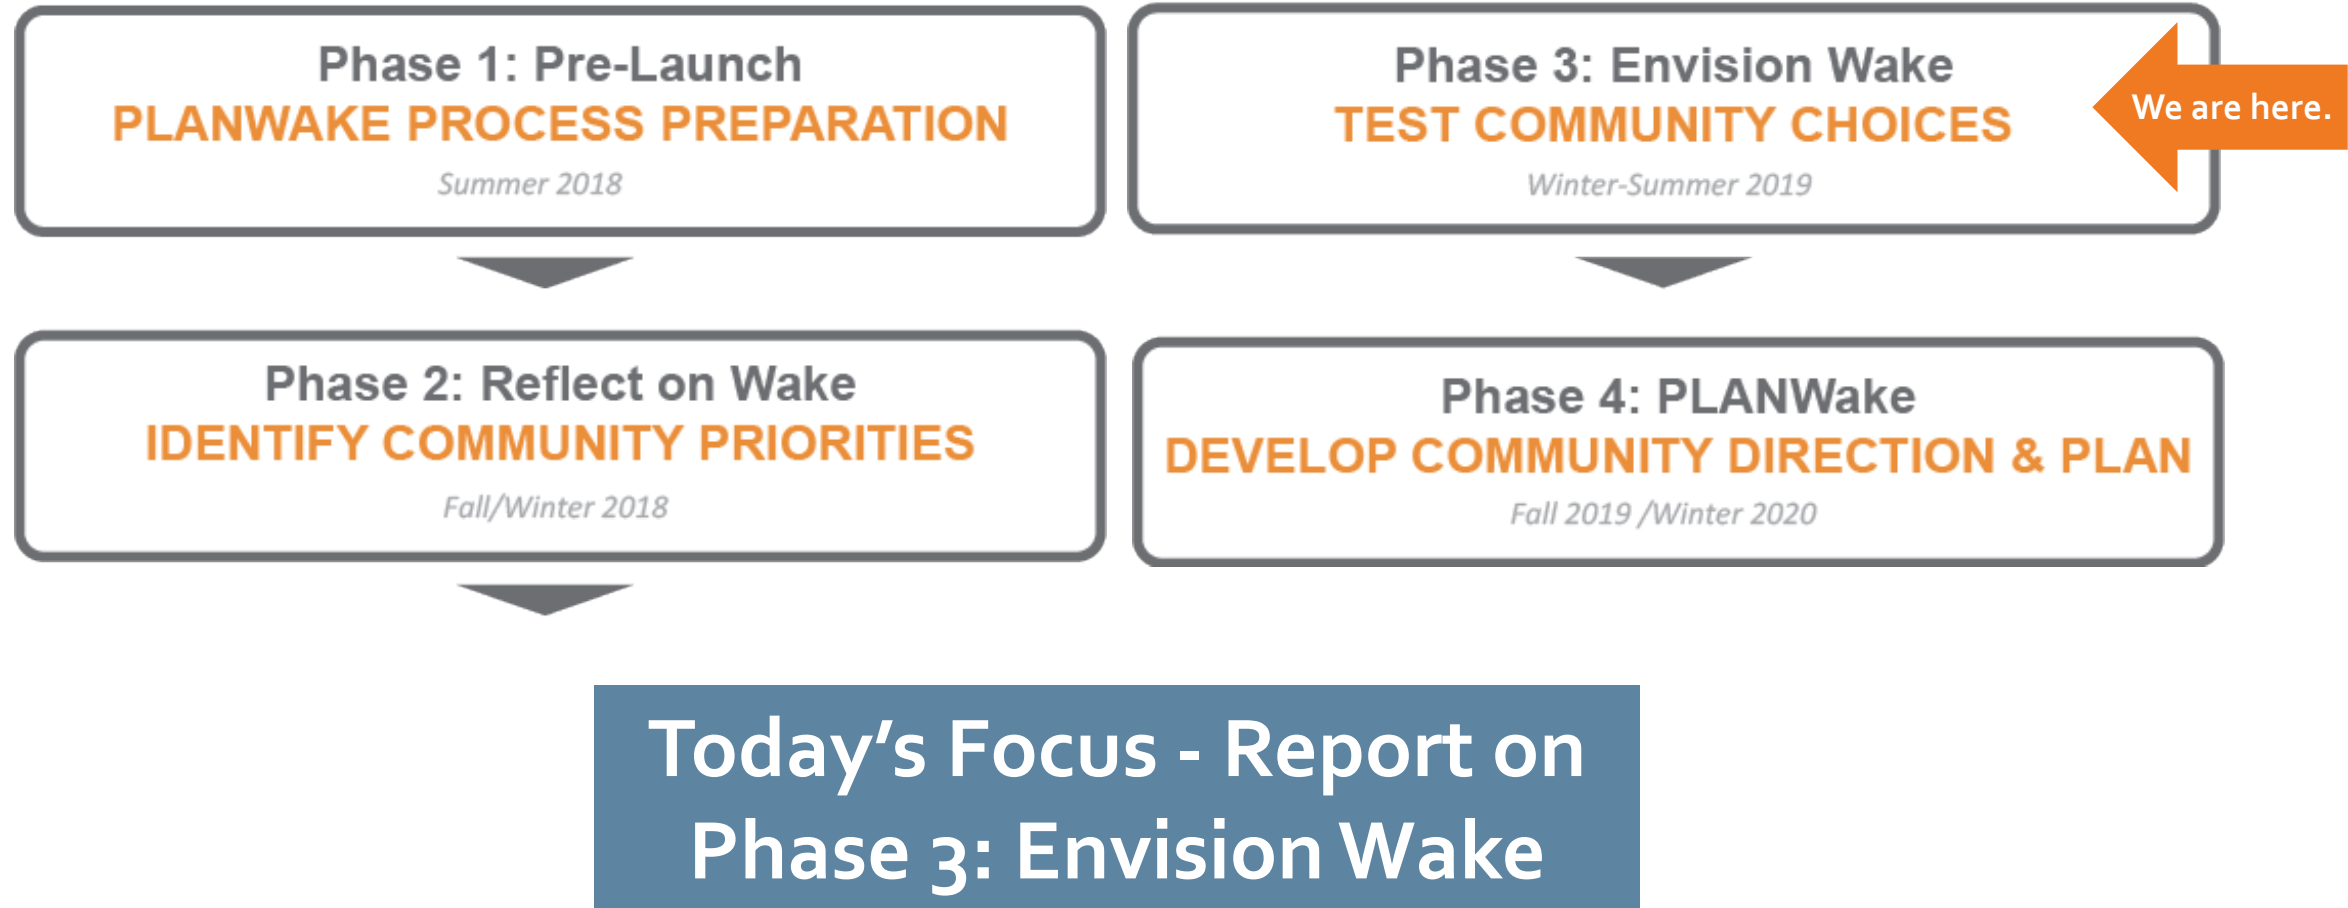 Phase 1: Pre-Launch
PLANWAKE PROCESS PREPARATION
Summer 2018
Phase 2: Reflect on Wake
IDENTIFY COMMUNITY PRIORITIES
Fall/Winter 2018
Phase 3: Envision Wake
TEST COMMUNITY CHOICES
Winter-Summer 2019
We are here.
Phase 4: PLANWake
DEVELOP COMMUNITY DIRECTION & PLAN
Fall 2019 /Winter 2020
Today’s Focus - Report on
Phase 3: Envision Wake